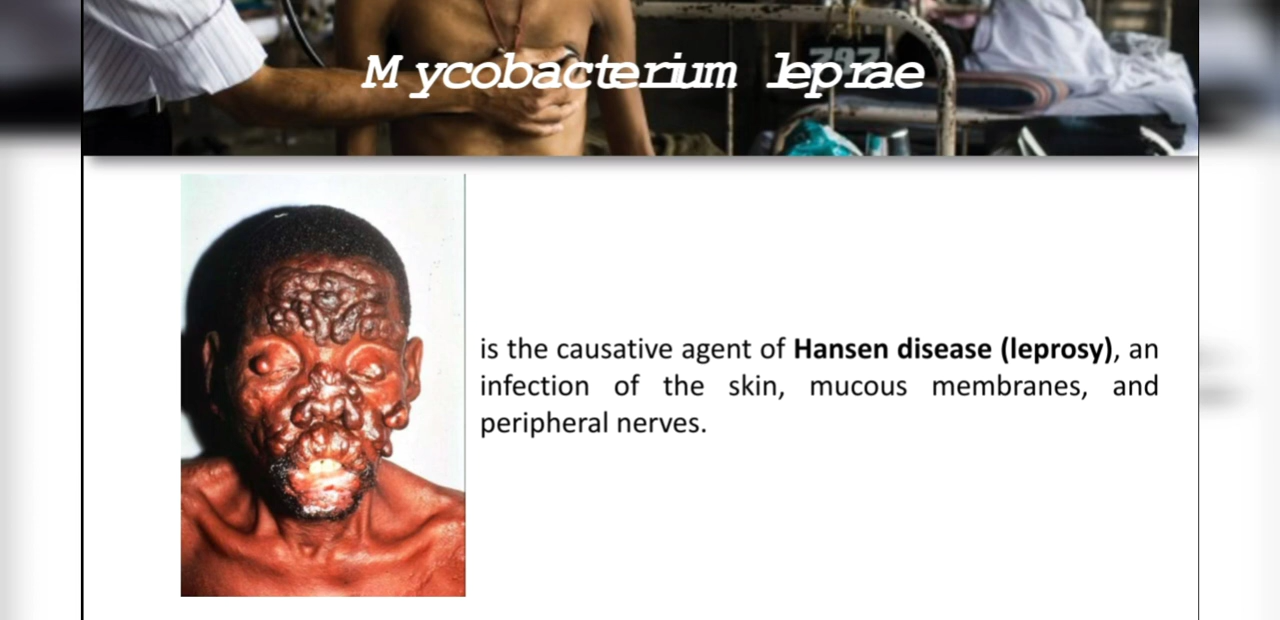 Mycobacterium leprae
is the causative agent of Hansen disease (leprosy), an
infection of the skin, mucous membranes, and
peripheral nerves.